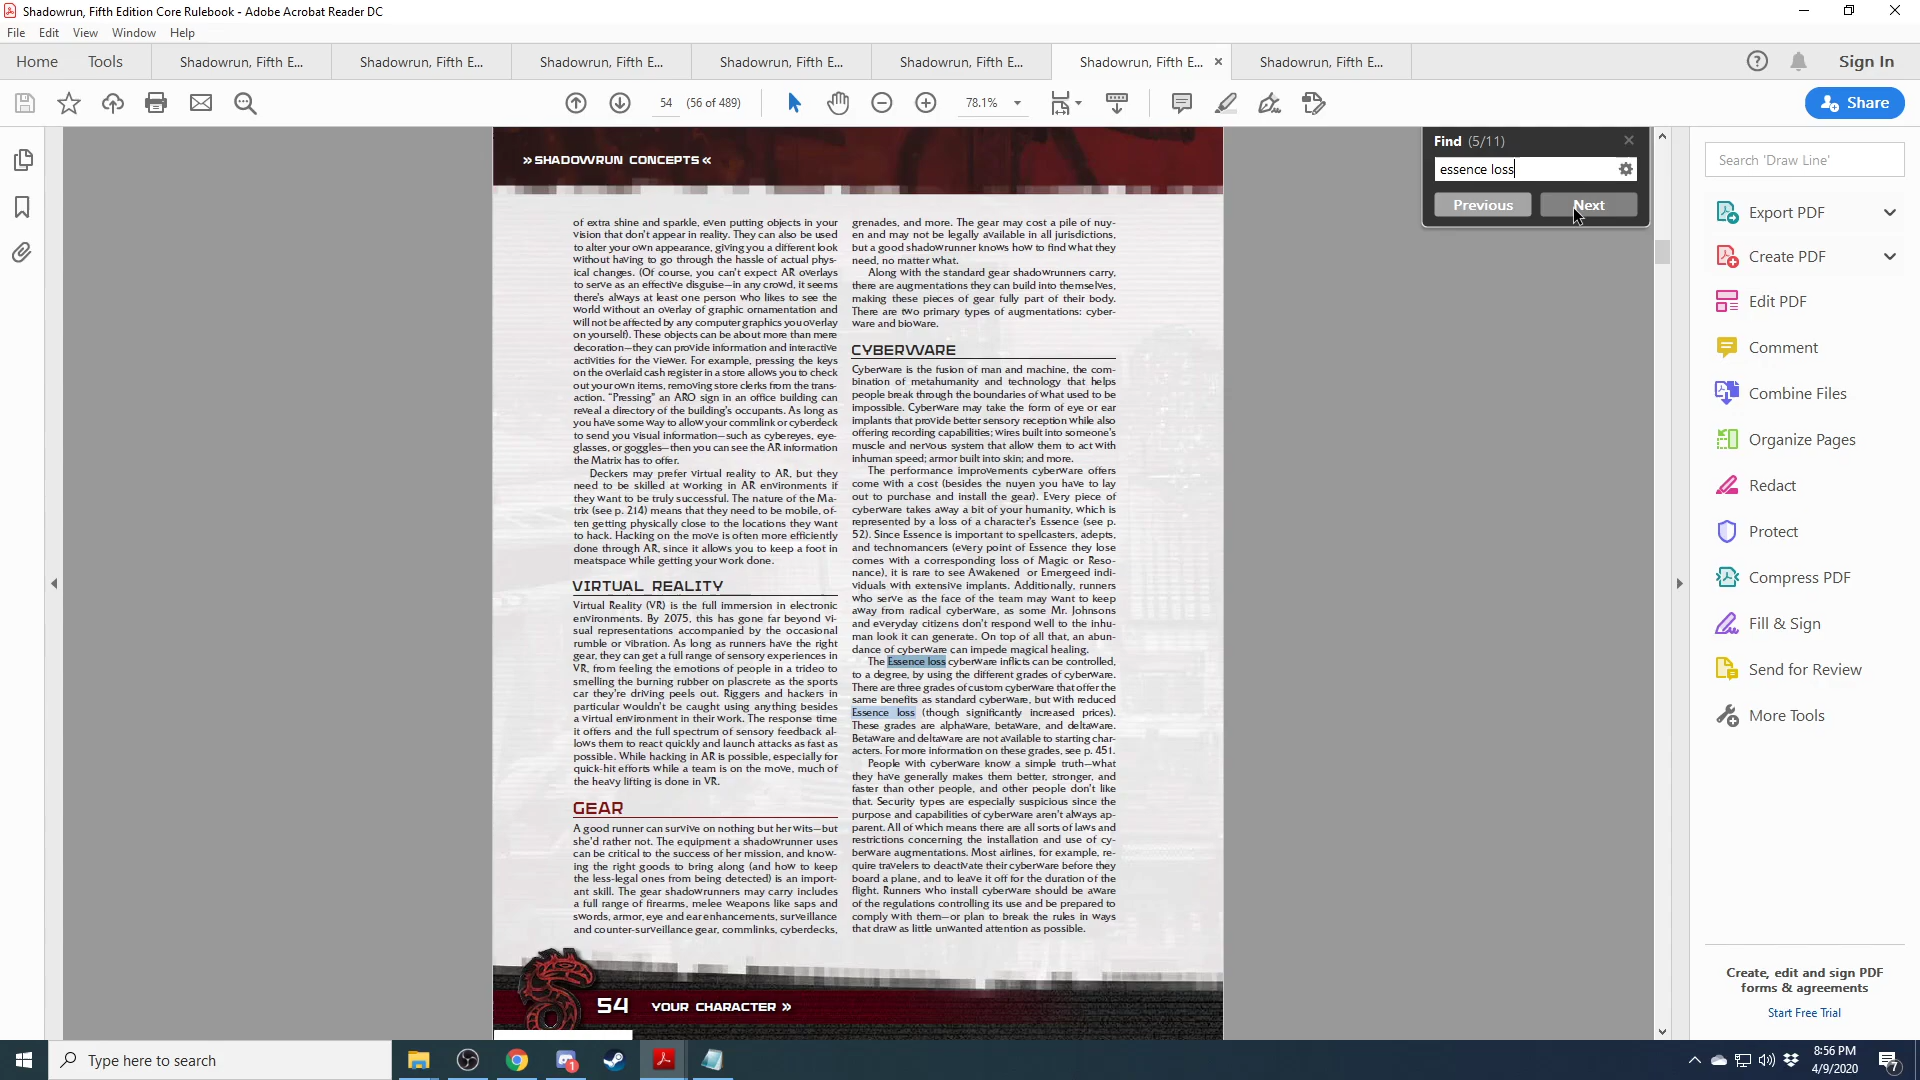 Shadowrun, Fifth Edition Core Rulebook - Adobe Acrobat Reader DC
File Edit View Window Help
Home Tools Shadowrun, Fifth E... Shadowrun, Fifth E... Shadowrun, Fifth E... Shadowrun, Fifth E... Shadowrun, Fifth E... Shadowrun, Fifth E... Shadowrun, Fifth E... Sign In
54 (56 of 489) 78.1% Share
Find (5/11)
essence loss
Previous Next
»SHADOWRUN CONCEPTS«
of extra shine and sparkle, even putting objects in your
vision that don't appear in reality. They can also be used
to alter your own appearance, giving you a different look
without having to go through the hassle of actual phys-
ical changes. (Of course, you can't expect AR overlays
to serve as an effective disguise—in any crowd, it seems
there's always at least one person who likes to see the
world without an overlay of graphic ornamentation and
will not be affected by any computer graphics you overlay
on yourself). These objects can be about more than mere
decoration—they can provide information and interactive
activities for the viewer. For example, pressing the keys
on the overlaid cash register in a store allows you to check
out your own items, removing store clerks from the trans-
action. "Pressing" an ARO sign in an office building can
reveal a directory of the building's occupants. As long as
you have some way to allow your commlink or cyberdeck
to send you visual information—such as cybereyes, eye-
glasses, or goggles—then you can see the AR information
the Matrix has to offer.
Deckers may prefer virtual reality to AR, but they
need to be skilled at working in AR environments if
they want to be truly successful. The nature of the Ma-
trix (see p. 214) means that they need to be mobile, of-
ten getting physically close to the locations they want
to hack. Hacking on the move is often more efficiently
done through AR, since it allows you to keep a foot in
meatspace while getting your work done.
VIRTUAL REALITY
Virtual Reality (VR) is the full immersion in electronic
environments. By 2075, this has gone far beyond vi-
sual representations accompanied by the occasional
rumble or vibration. As long as runners have the right
gear, they can get a full range of sensory experiences in
VR, from feeling the emotions of people in a trideo to
smelling the burning rubber on plascrete as the sports
car they're driving peels out. Riggers and hackers in
particular wouldn't be caught using anything besides
a virtual environment in their work. The response time
it offers and the full spectrum of sensory feedback al-
lows them to react quickly and launch attacks as fast as
possible. While hacking in AR is possible, especially for
quick-hit efforts while a team is on the move, much of
the heavy lifting is done in VR.
GEAR
A good runner can survive on nothing but her wits—but
she'd rather not. The equipment a shadowrunner uses
can be critical to the success of her mission, and know-
ing the right goods to bring along (and how to keep
the less-legal ones from being detected) is an import-
ant skill. The gear shadowrunners may carry includes
a full range of firearms, melee weapons like saps and
swords, armor, eye and ear enhancements, surveillance
and counter-surveillance gear, commlinks, cyberdecks,
grenades, and more. The gear may cost a pile of nuy-
en and may not be legally available in all jurisdictions,
but a good shadowrunner knows how to find what they
need, no matter what.
Along with the standard gear shadowrunners carry,
there are augmentations they can build into themselves,
making these pieces of gear fully part of their body.
There are two primary types of augmentations: cyber-
ware and bioware.
CYBERWARE
Cyberware is the fusion of man and machine, the com-
bination of metahumanity and technology that helps
people break through the boundaries of what used to be
impossible. Cyberware may take the form of eye or ear
implants that provide better sensory reception while also
offering recording capabilities; wires built into someone's
muscle and nervous system that allow them to act with
inhuman speed; armor built into skin; and more.
The performance improvements cyberware offers
come with a cost (besides the nuyen you have to lay
out to purchase and install the gear). Every piece of
cyberware takes away a bit of your humanity, which is
represented by a loss of a character's Essence (see p.
52). Since Essence is important to spellcasters, adepts,
and technomancers (every point of Essence they lose
comes with a corresponding loss of Magic or Reso-
nance), it is rare to see Awakened or Emergeed indi-
viduals with extensive implants. Additionally, runners
who serve as the face of the team may want to keep
away from radical cyberware, as some Mr. Johnsons
and everyday citizens don't respond well to the inhu-
man look it can generate. On top of all that, an abun-
dance of cyberware can impede magical healing.
The Essence loss cyberware inflicts can be controlled,
to a degree, by using the different grades of cyberware.
There are three grades of custom cyberware that offer the
same benefits as standard cyberware, but with reduced
Essence loss (though significantly increased prices).
These grades are alphaware, betaware, and deltaware.
Betaware and deltaware are not available to starting char-
acters. For more information on these grades, see p. 451.
People with cyberware know a simple truth—what
they have generally makes them better, stronger, and
faster than other people, and other people don't like
that. Security types are especially suspicious since the
purpose and capabilities of cyberware aren't always ap-
parent. All of which means there are all sorts of laws and
restrictions concerning the installation and use of cy-
berware augmentations. Most airlines, for example, re-
quire travelers to deactivate their cyberware before they
board a plane, and to leave it off for the duration of the
flight. Runners who install cyberware should be aware
of the regulations controlling its use and be prepared to
comply with them—or plan to break the rules in ways
that draw as little unwanted attention as possible.
54 YOUR CHARACTER »
Search 'Draw Line'
Export PDF
Create PDF
Edit PDF
Comment
Combine Files
Organize Pages
Redact
Protect
Compress PDF
Fill & Sign
Send for Review
More Tools
Create, edit and sign PDF
forms & agreements
Start Free Trial
Type here to search
8:56 PM
4/9/2020
1
7